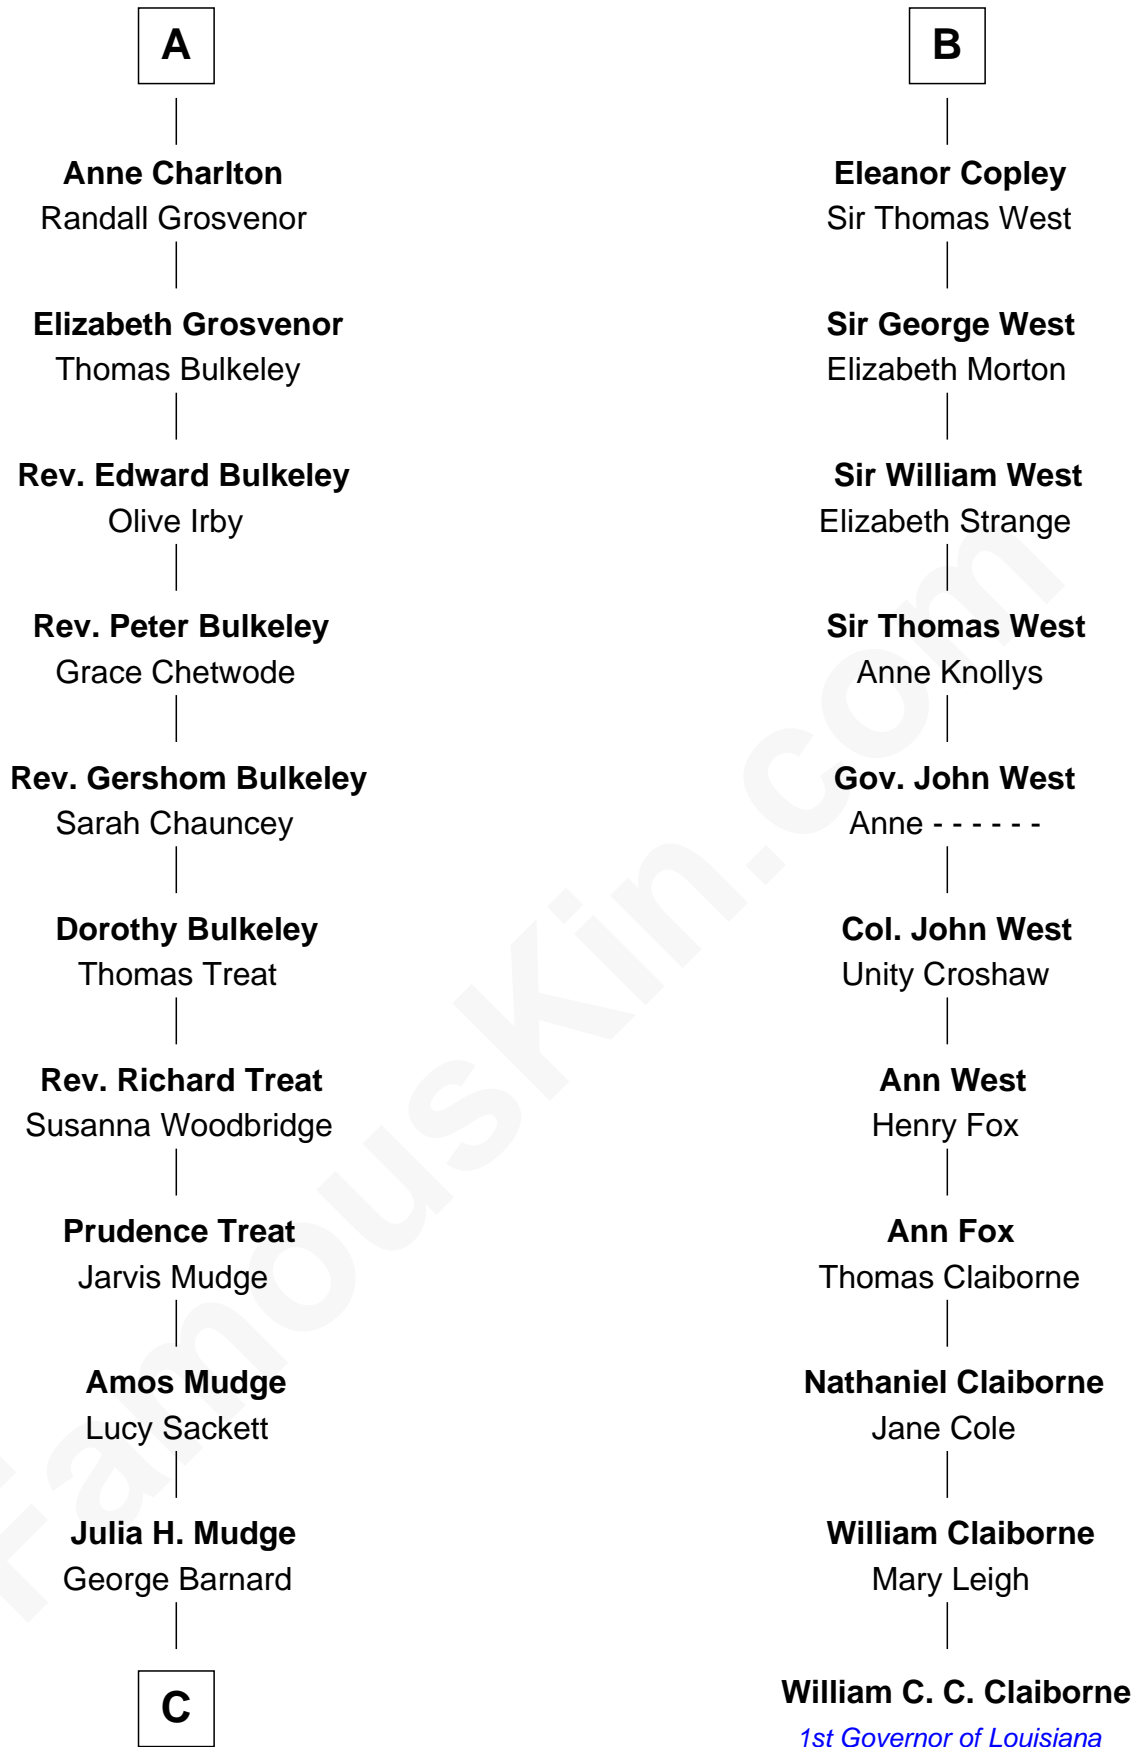 A
Anne Charlton
Randall Grosvenor
Elizabeth Grosvenor
Thomas Bulkeley
Rev. Edward Bulkeley
Olive Irby
Rev. Peter Bulkeley
Grace Chetwode
Rev. Gershom Bulkeley
Sarah Chauncey
Dorothy Bulkeley
Thomas Treat
Rev. Richard Treat
Susanna Woodbridge
Prudence Treat
Jarvis Mudge
Amos Mudge
Lucy Sackett
Julia H. Mudge
George Barnard
C
B
Eleanor Copley
Sir Thomas West
Sir George West
Elizabeth Morton
Sir William West
Elizabeth Strange
Sir Thomas West
Anne Knollys
Gov. John West
Anne - - - - - -
Col. John West
Unity Croshaw
Ann West
Henry Fox
Ann Fox
Thomas Claiborne
Nathaniel Claiborne
Jane Cole
William Claiborne
Mary Leigh
William C. C. Claiborne
1st Governor of Louisiana
FamousKin.com